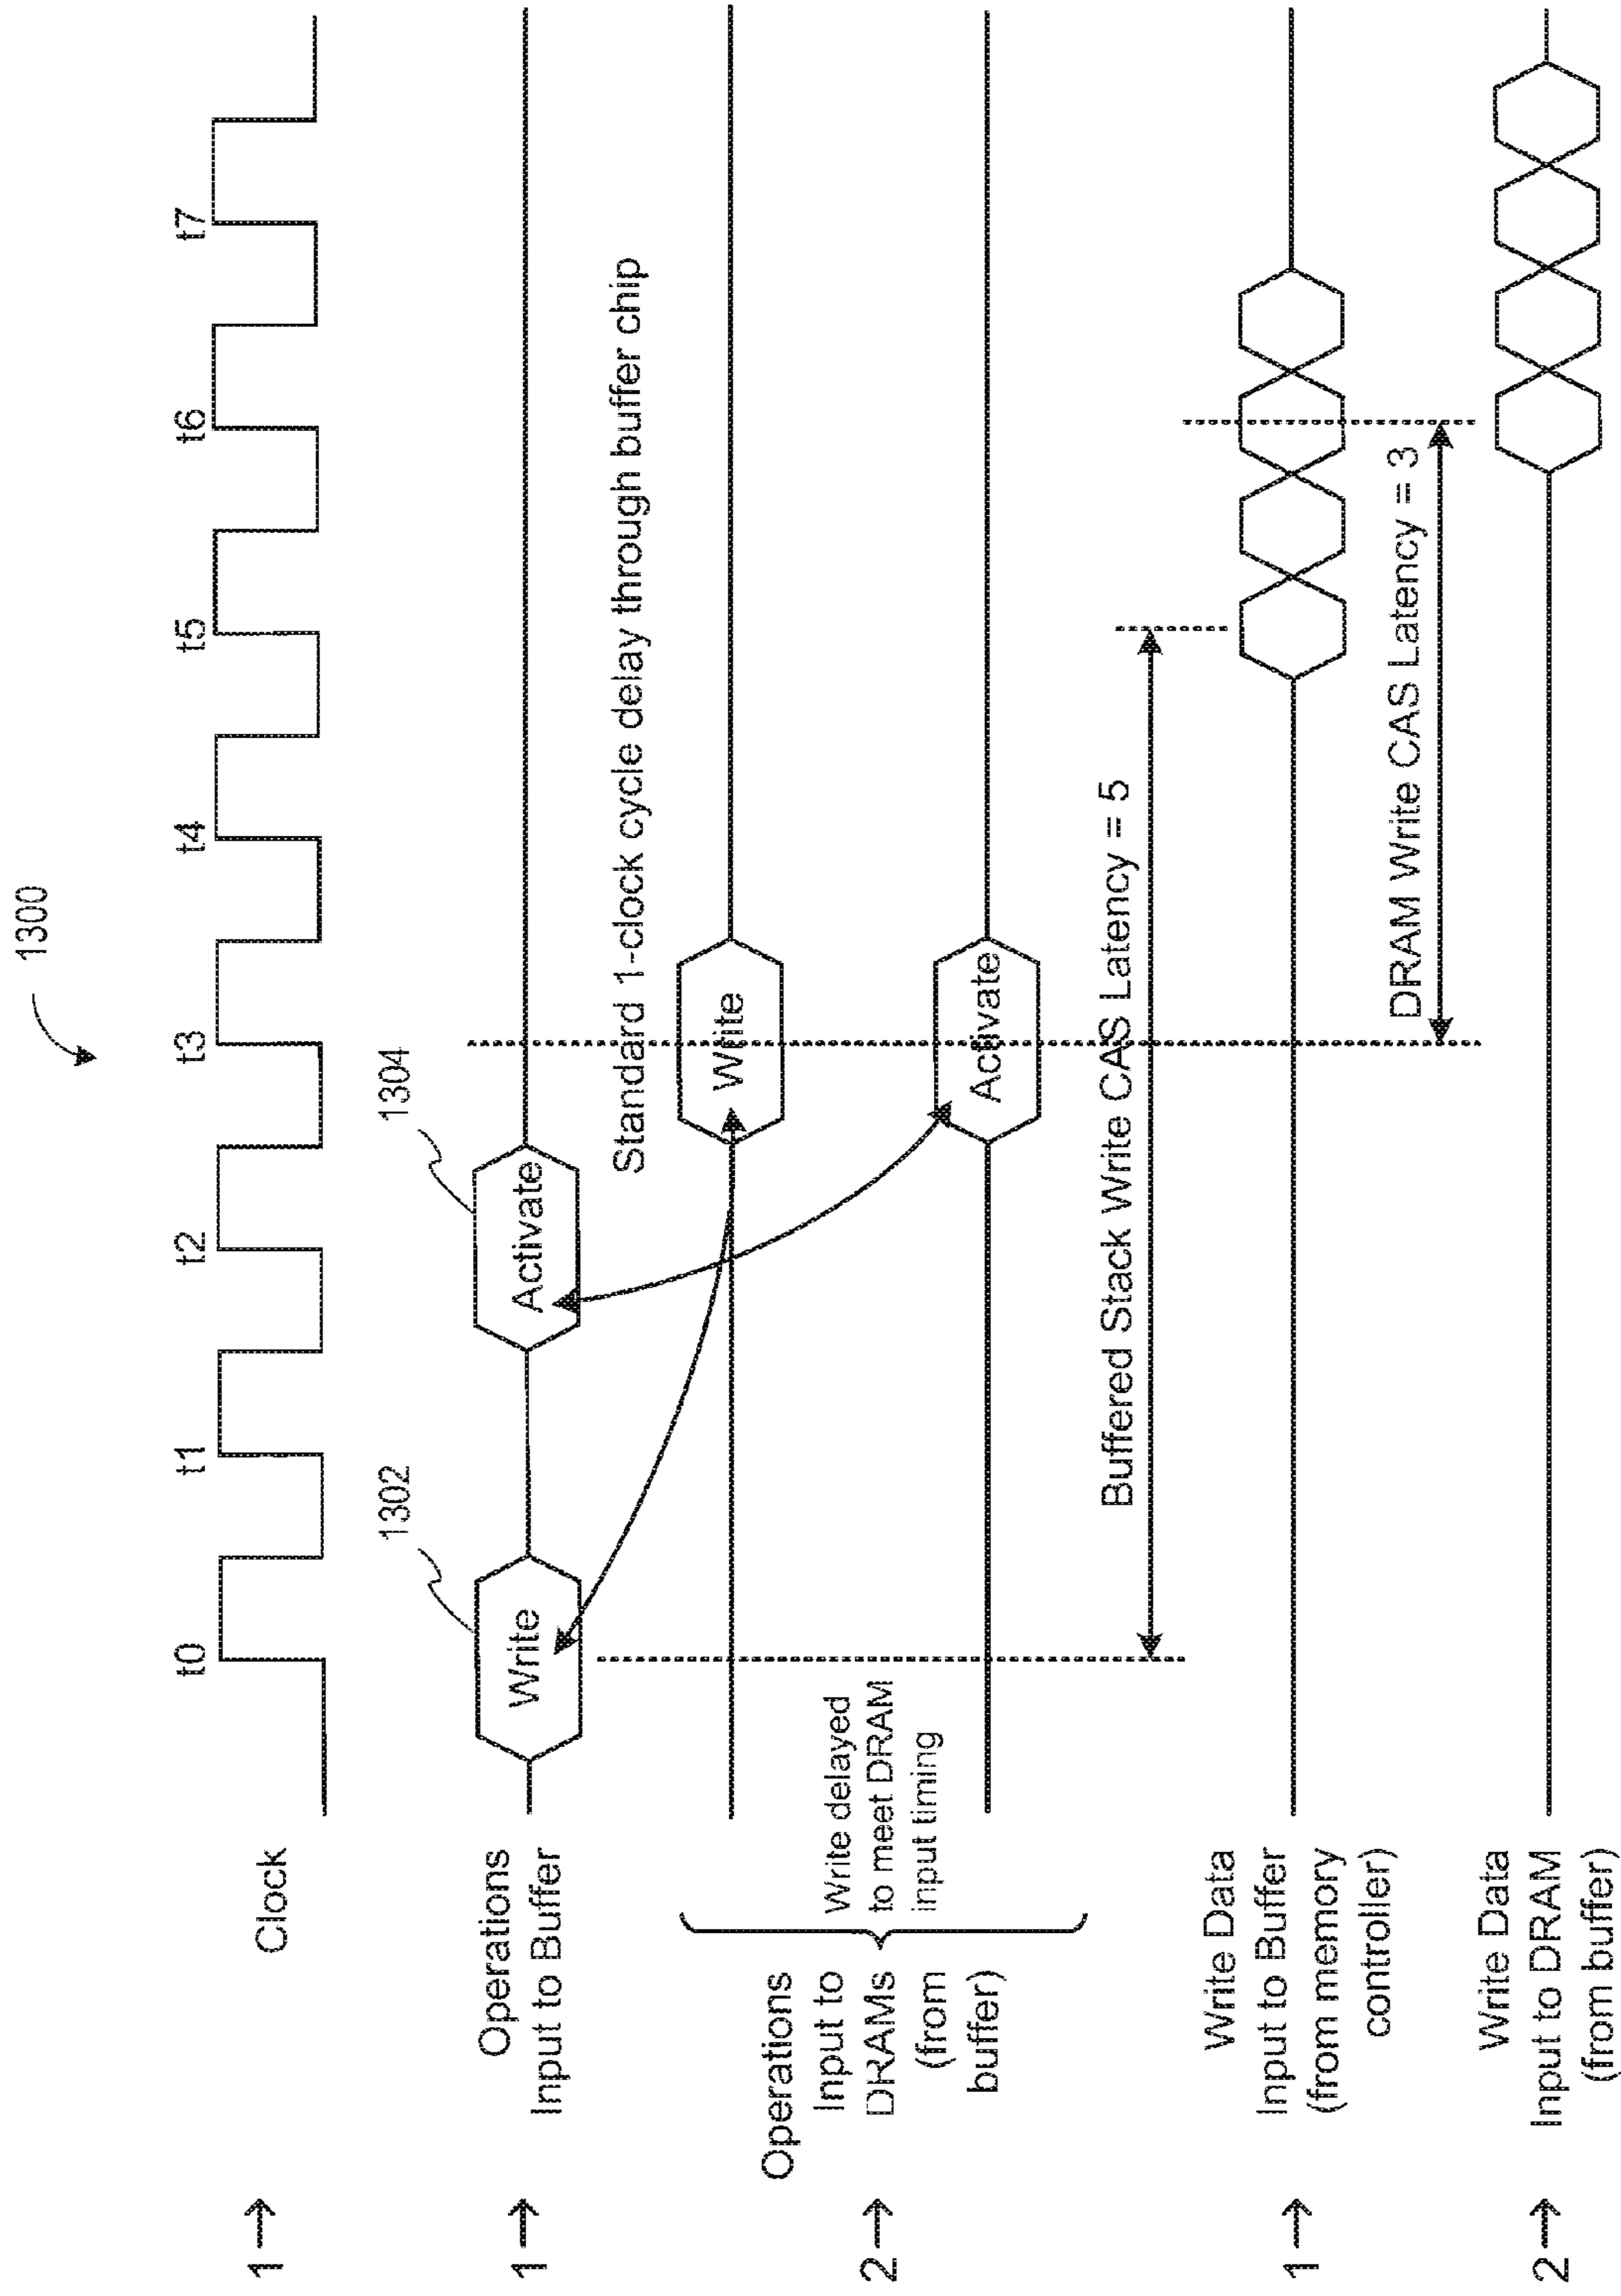 1300
t0 t1 t2 t3 t4 t5 t6 t7
1→ Clock
1302
1304
1→ Operations
Input to Buffer
Write
Activate
Standard 1-clock cycle delay through buffer chip
2→ Operations
Input to
DRAMs
(from
buffer)
Write delayed
to meet DRAM
input timing
Write
Activate
Buffered Stack Write CAS Latency = 5
1→ Write Data
Input to Buffer
(from memory
controller)
DRAM Write CAS Latency = 3
2→ Write Data
Input to DRAM
(from buffer)